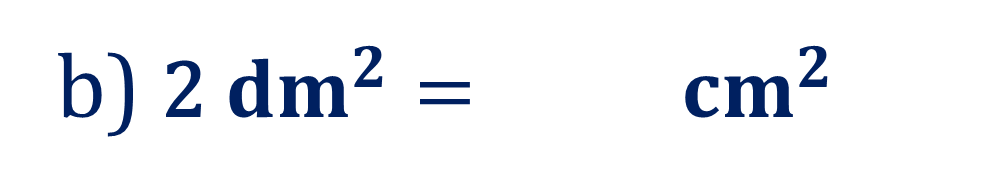 b) 2 dm² = cm²